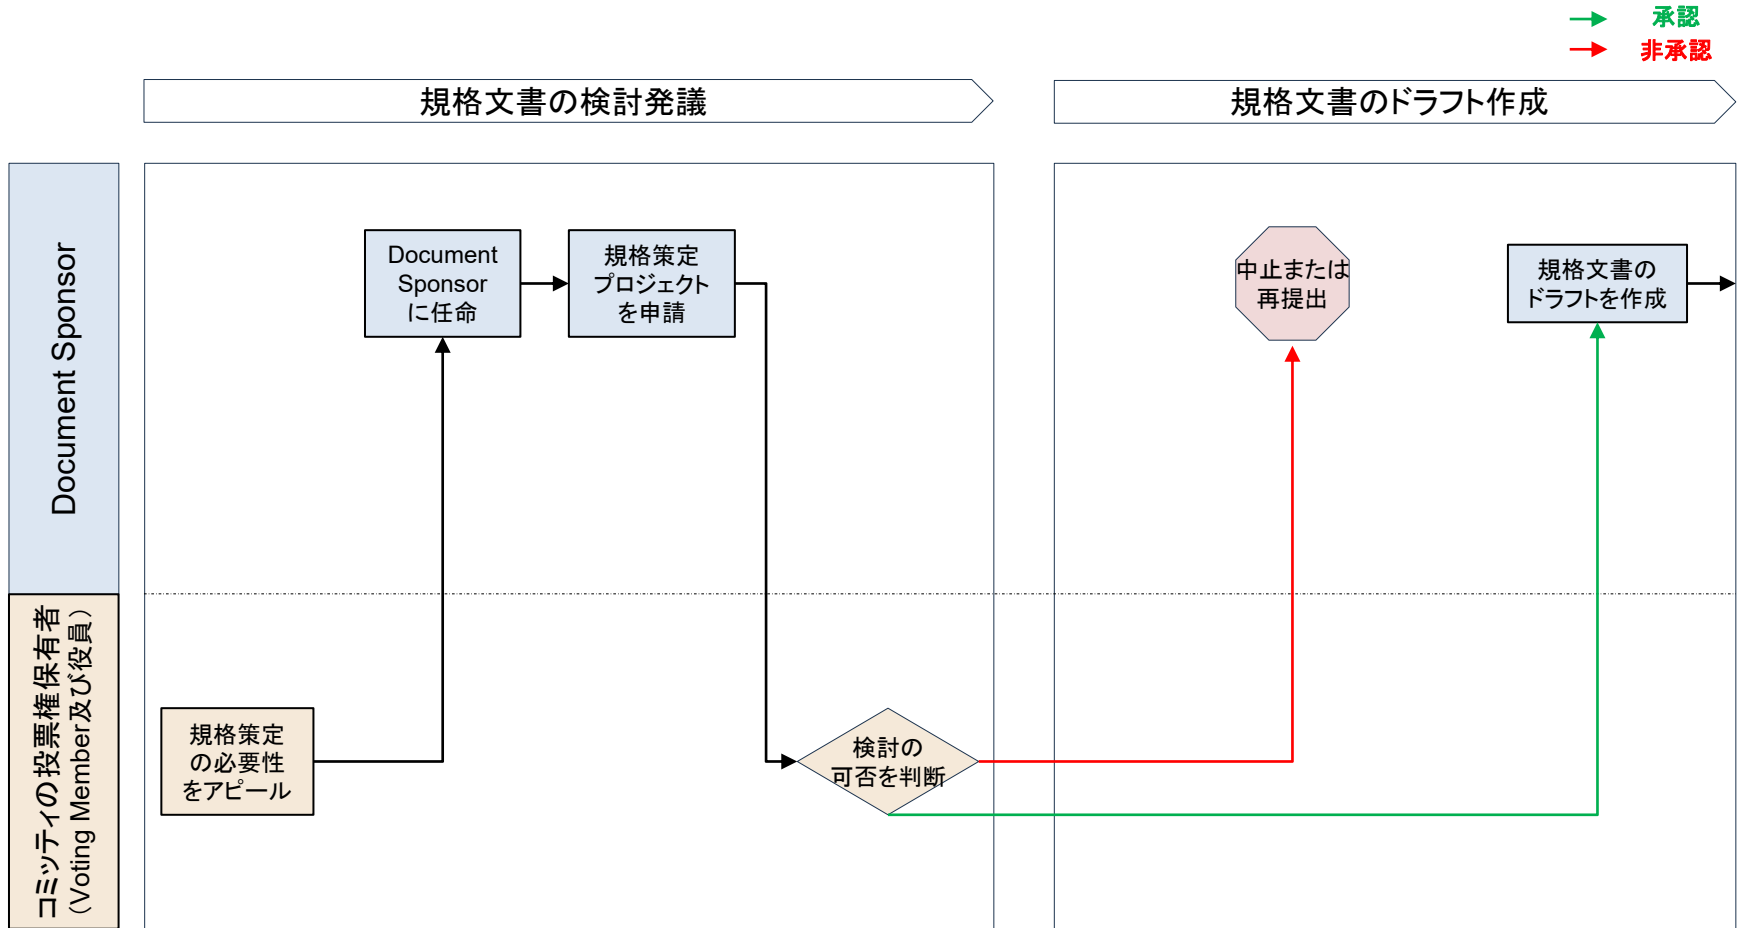 承認
非承認
規格文書の検討発議
規格文書のドラフト作成
Document Sponsor
Document
Sponsor
に任命
規格策定
プロジェクト
を申請
中止または
再提出
規格文書の
ドラフトを作成
コミッティの投票権保有者
（Voting Member及び役員）
規格策定
の必要性
をアピール
検討の
可否を判断